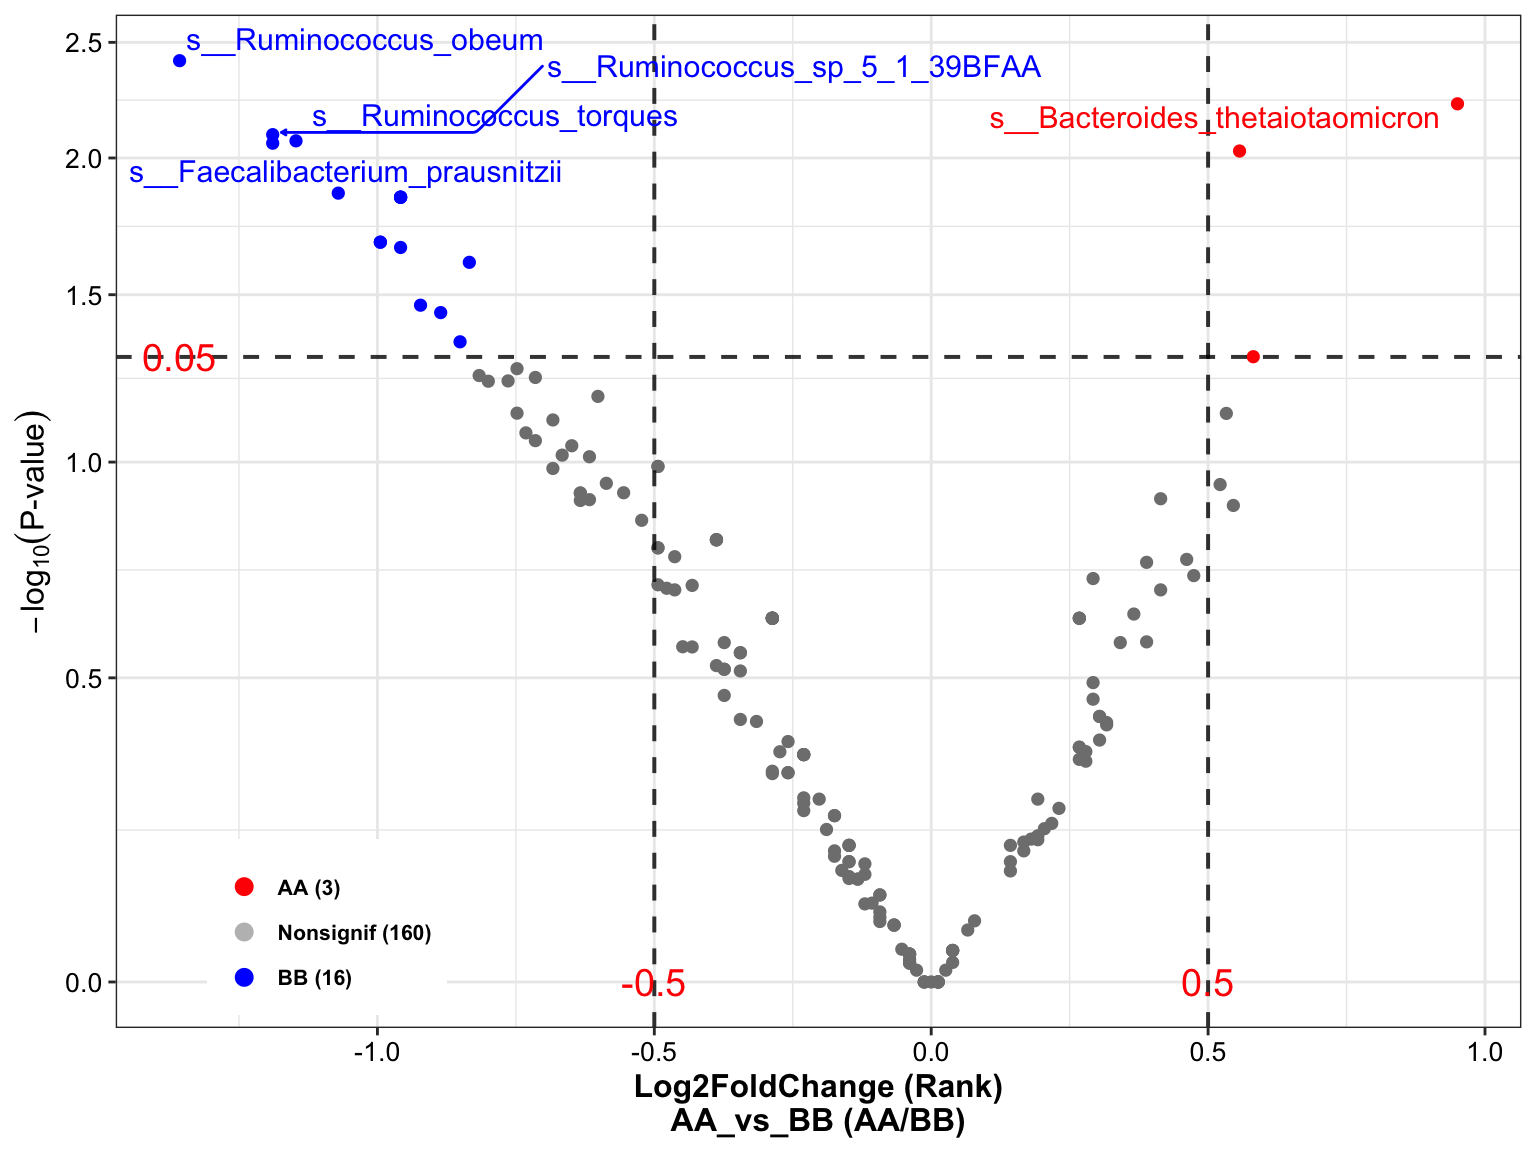 2.5
2.0
1.5
1.0
0.5
0.0
−log10(P-value)
s__Ruminococcus_obeum
s__Ruminococcus_sp_5_1_39BFAA
s__Ruminococcus_torques
s__Faecalibacterium_prausnitzii
s__Bacteroides_thetaiotaomicron
0.05
AA (3)
Nonsignif (160)
BB (16)
-0.5
0.5
-1.0
-0.5
0.0
0.5
1.0
Log2FoldChange (Rank)
AA_vs_BB (AA/BB)